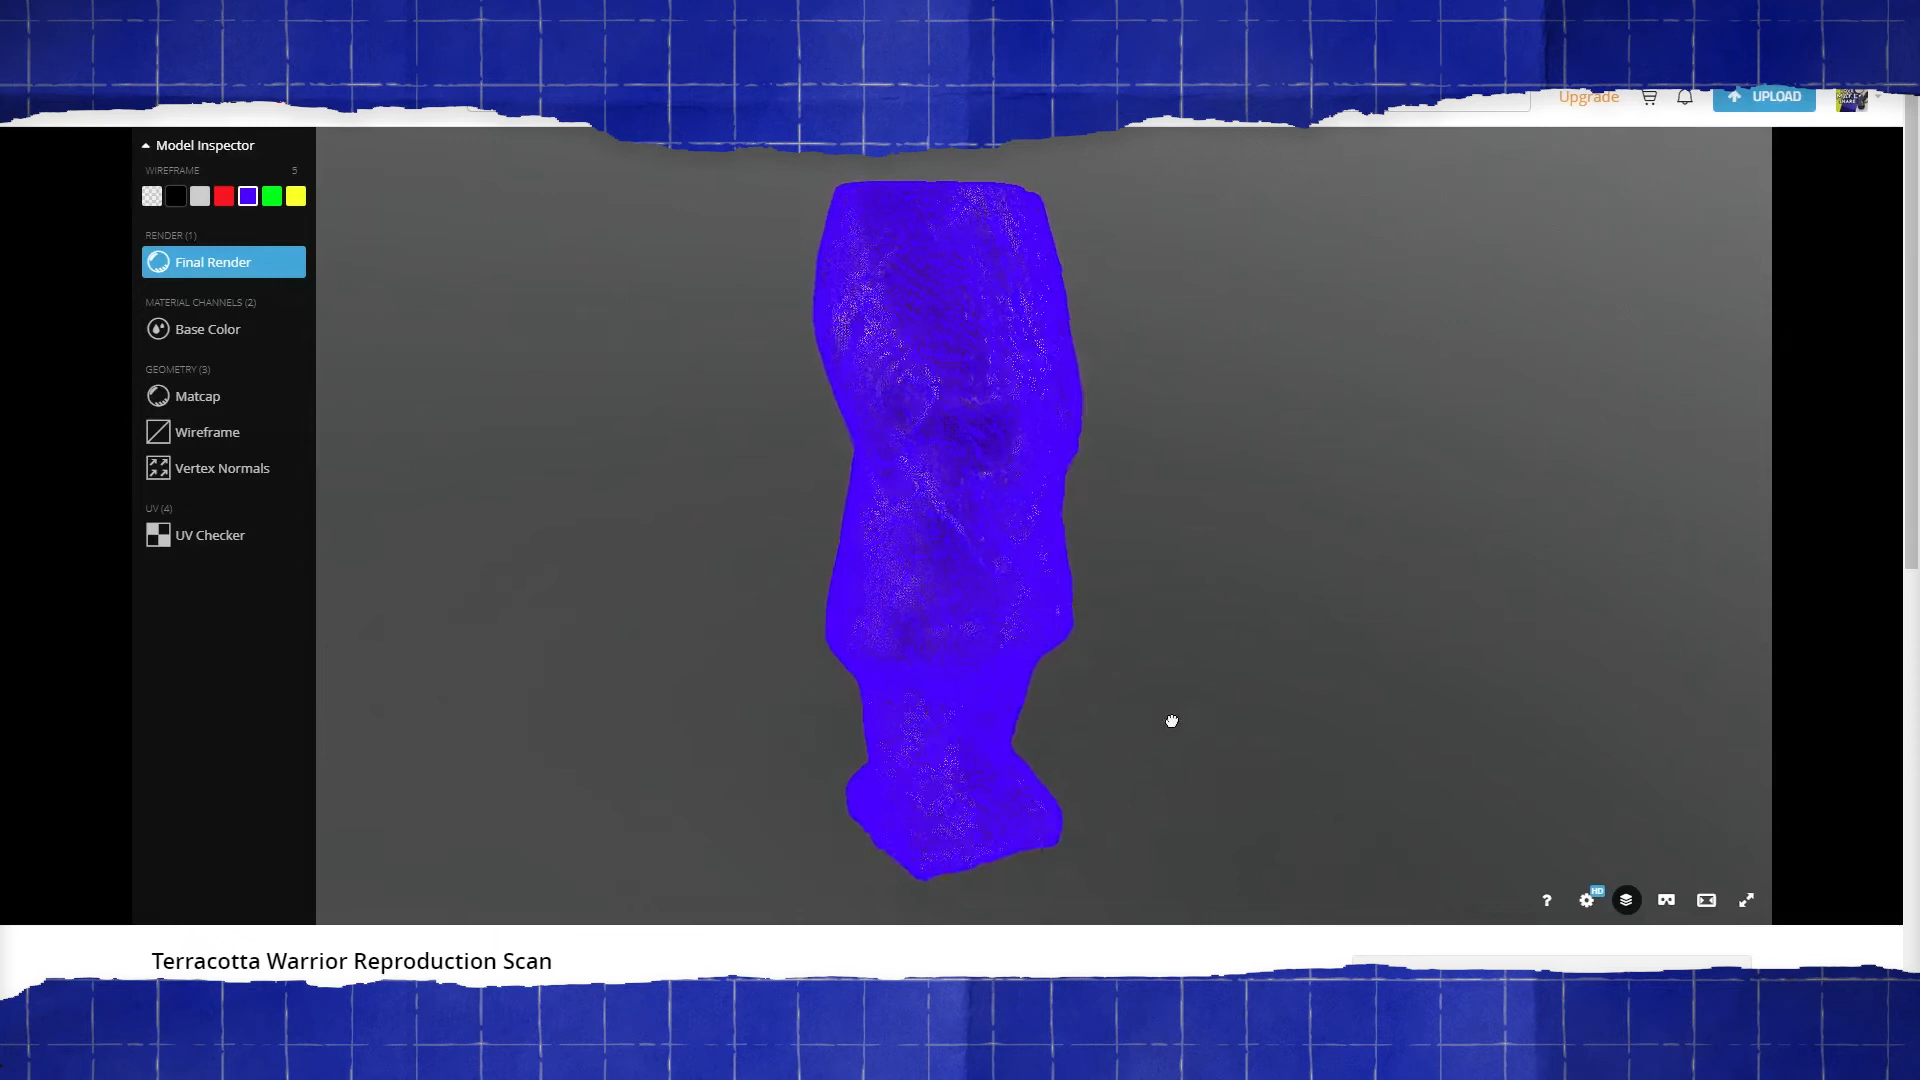 Upgrade
UPLOAD
Model Inspector
WIREFRAME 5
RENDER (1)
Final Render
MATERIAL CHANNELS (2)
Base Color
GEOMETRY (3)
Matcap
Wireframe
Vertex Normals
UV (4)
UV Checker
?
HD
Terracotta Warrior Reproduction Scan